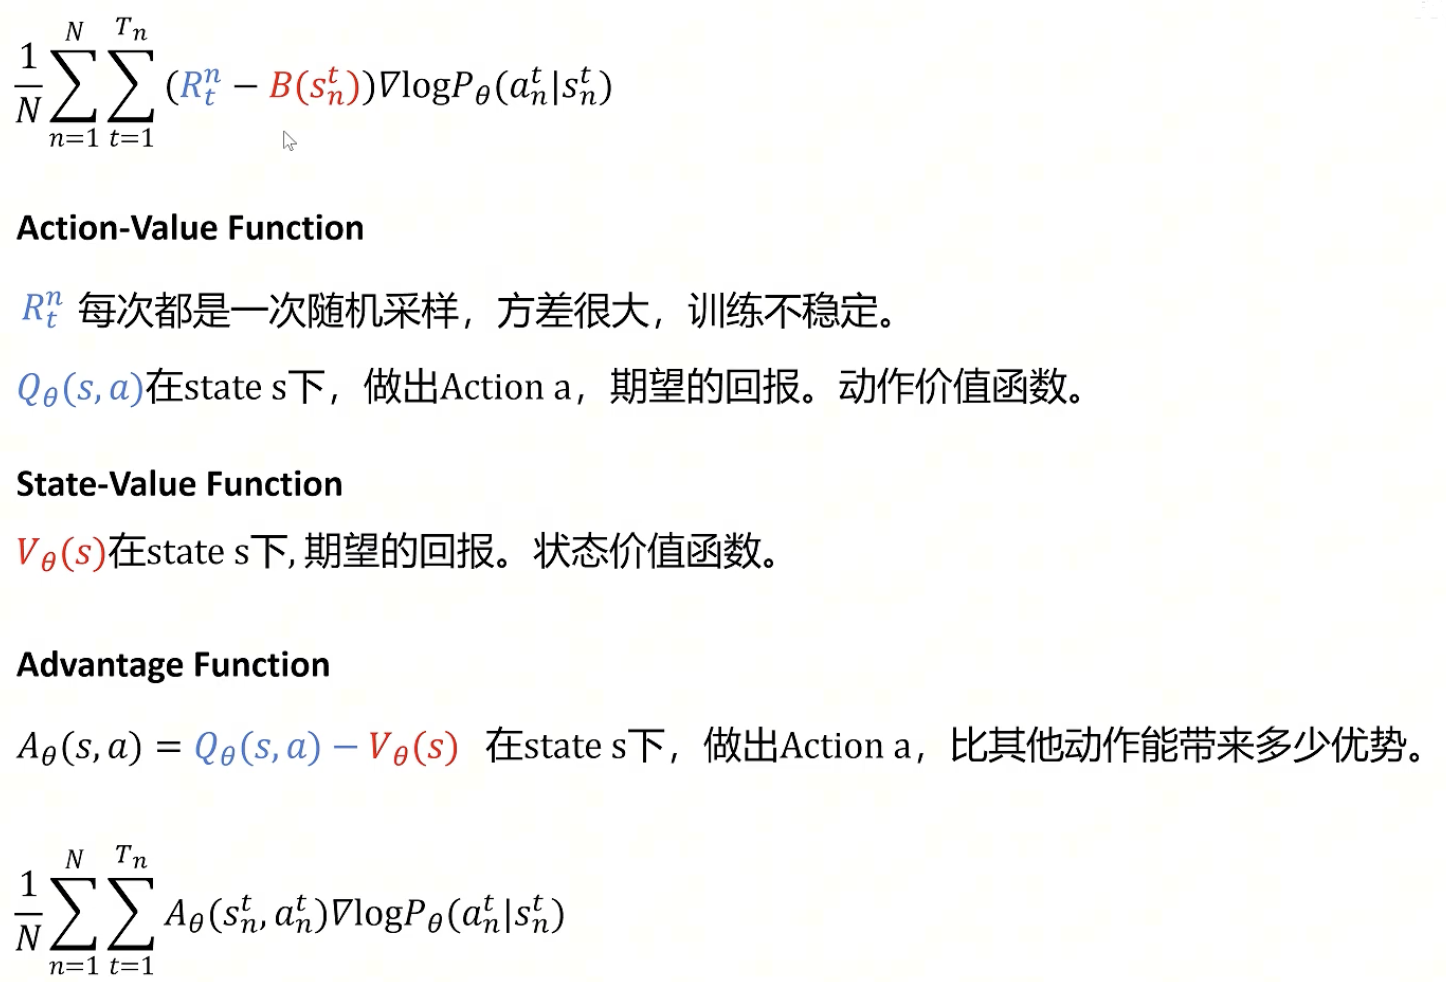 $\frac{1}{N}\sum_{n=1}^{N}\sum_{t=1}^{T_n}(R_t^n - B(s_n^t))\nabla \log P_\theta(a_n^t|s_n^t)$
Action-Value Function
$R_t^n$ 每次都是一次随机采样，方差很大，训练不稳定。
$Q_\theta(s,a)$在state s下，做出Action a，期望的回报。动作价值函数。
State-Value Function
$V_\theta(s)$在state s下,期望的回报。状态价值函数。
Advantage Function
$A_\theta(s,a) = Q_\theta(s,a) - V_\theta(s)$ 在state s下，做出Action a，比其他动作能带来多少优势。
$\frac{1}{N}\sum_{n=1}^{N}\sum_{t=1}^{T_n}A_\theta(s_n^t,a_n^t)\nabla \log P_\theta(a_n^t|s_n^t)$